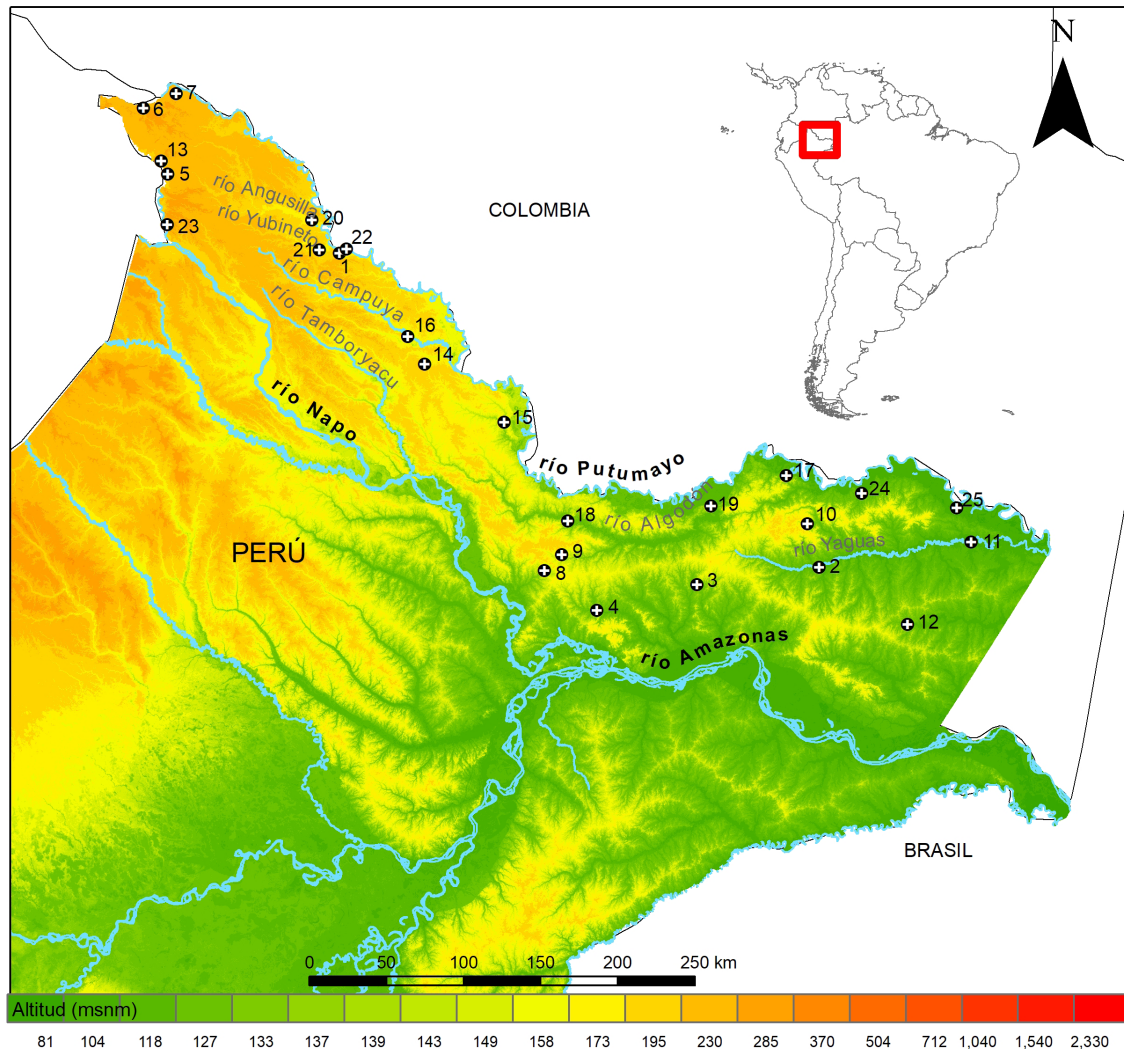 N
7
6
13
5
río Angusilla
20
COLOMBIA
23
río Yubineto
21
22
1
río Campuya
río Tamboryacu
16
14
río Napo
15
río Putumayo
17
24
río Algodón
19
25
18
10
PERÚ
río Yaguas
11
9
8
2
3
4
12
río Amazonas
BRASIL
0 50 100 150 200 250 km
Altitud (msnm)
81 104 118 127 133 137 139 143 149 158 173 195 230 285 370 504 712 1,040 1,540 2,330